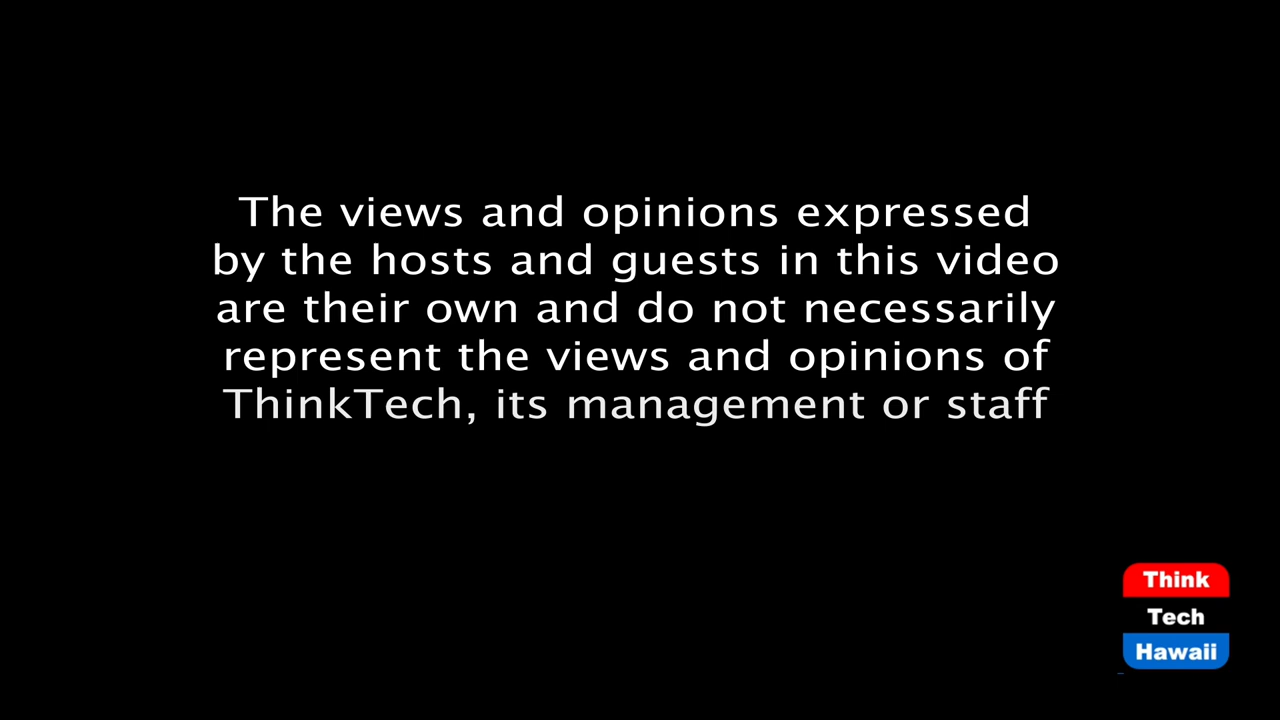 The views and opinions expressed
by the hosts and guests in this video
are their own and do not necessarily
represent the views and opinions of
ThinkTech, its management or staff
Think
Tech
Hawaii